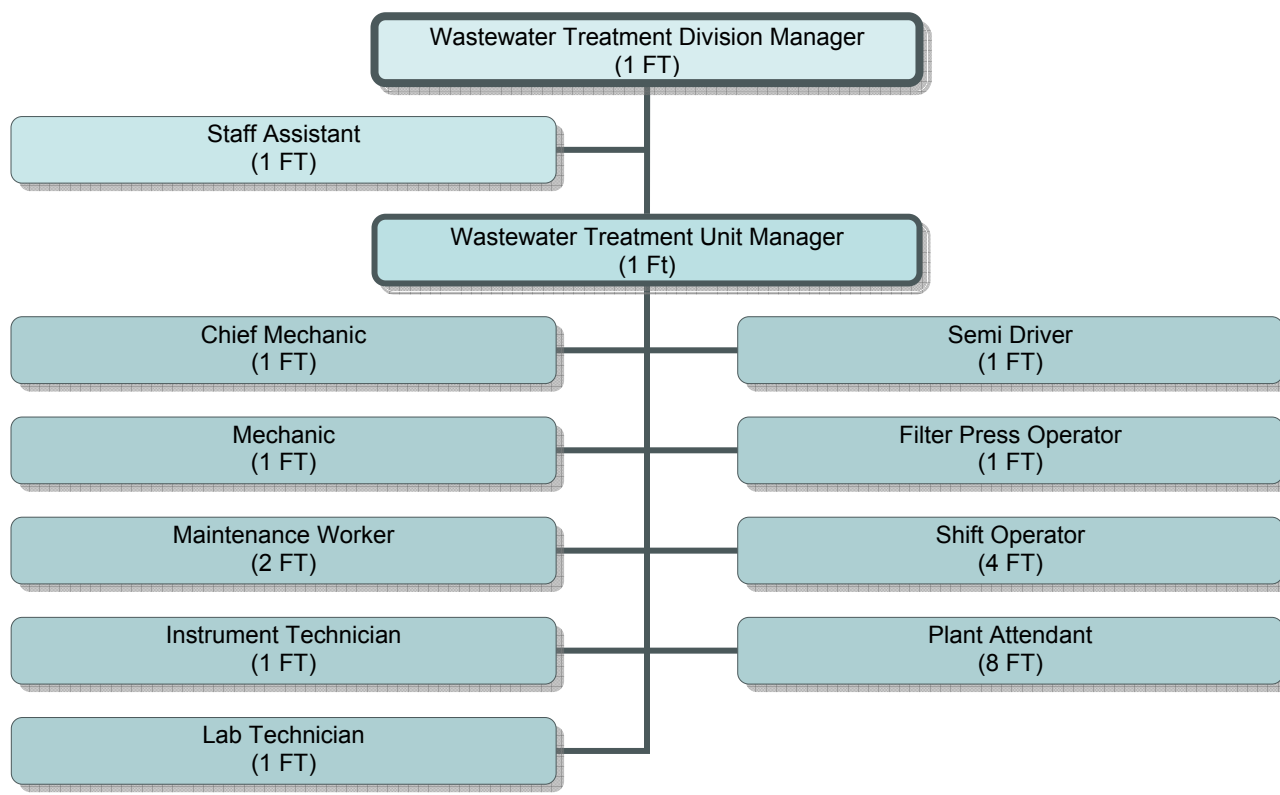 Wastewater Treatment Division Manager
(1 FT)
Staff Assistant
(1 FT)
Wastewater Treatment Unit Manager
(1 Ft)
Chief Mechanic
(1 FT)
Semi Driver
(1 FT)
Mechanic
(1 FT)
Filter Press Operator
(1 FT)
Maintenance Worker
(2 FT)
Shift Operator
(4 FT)
Instrument Technician
(1 FT)
Plant Attendant
(8 FT)
Lab Technician
(1 FT)